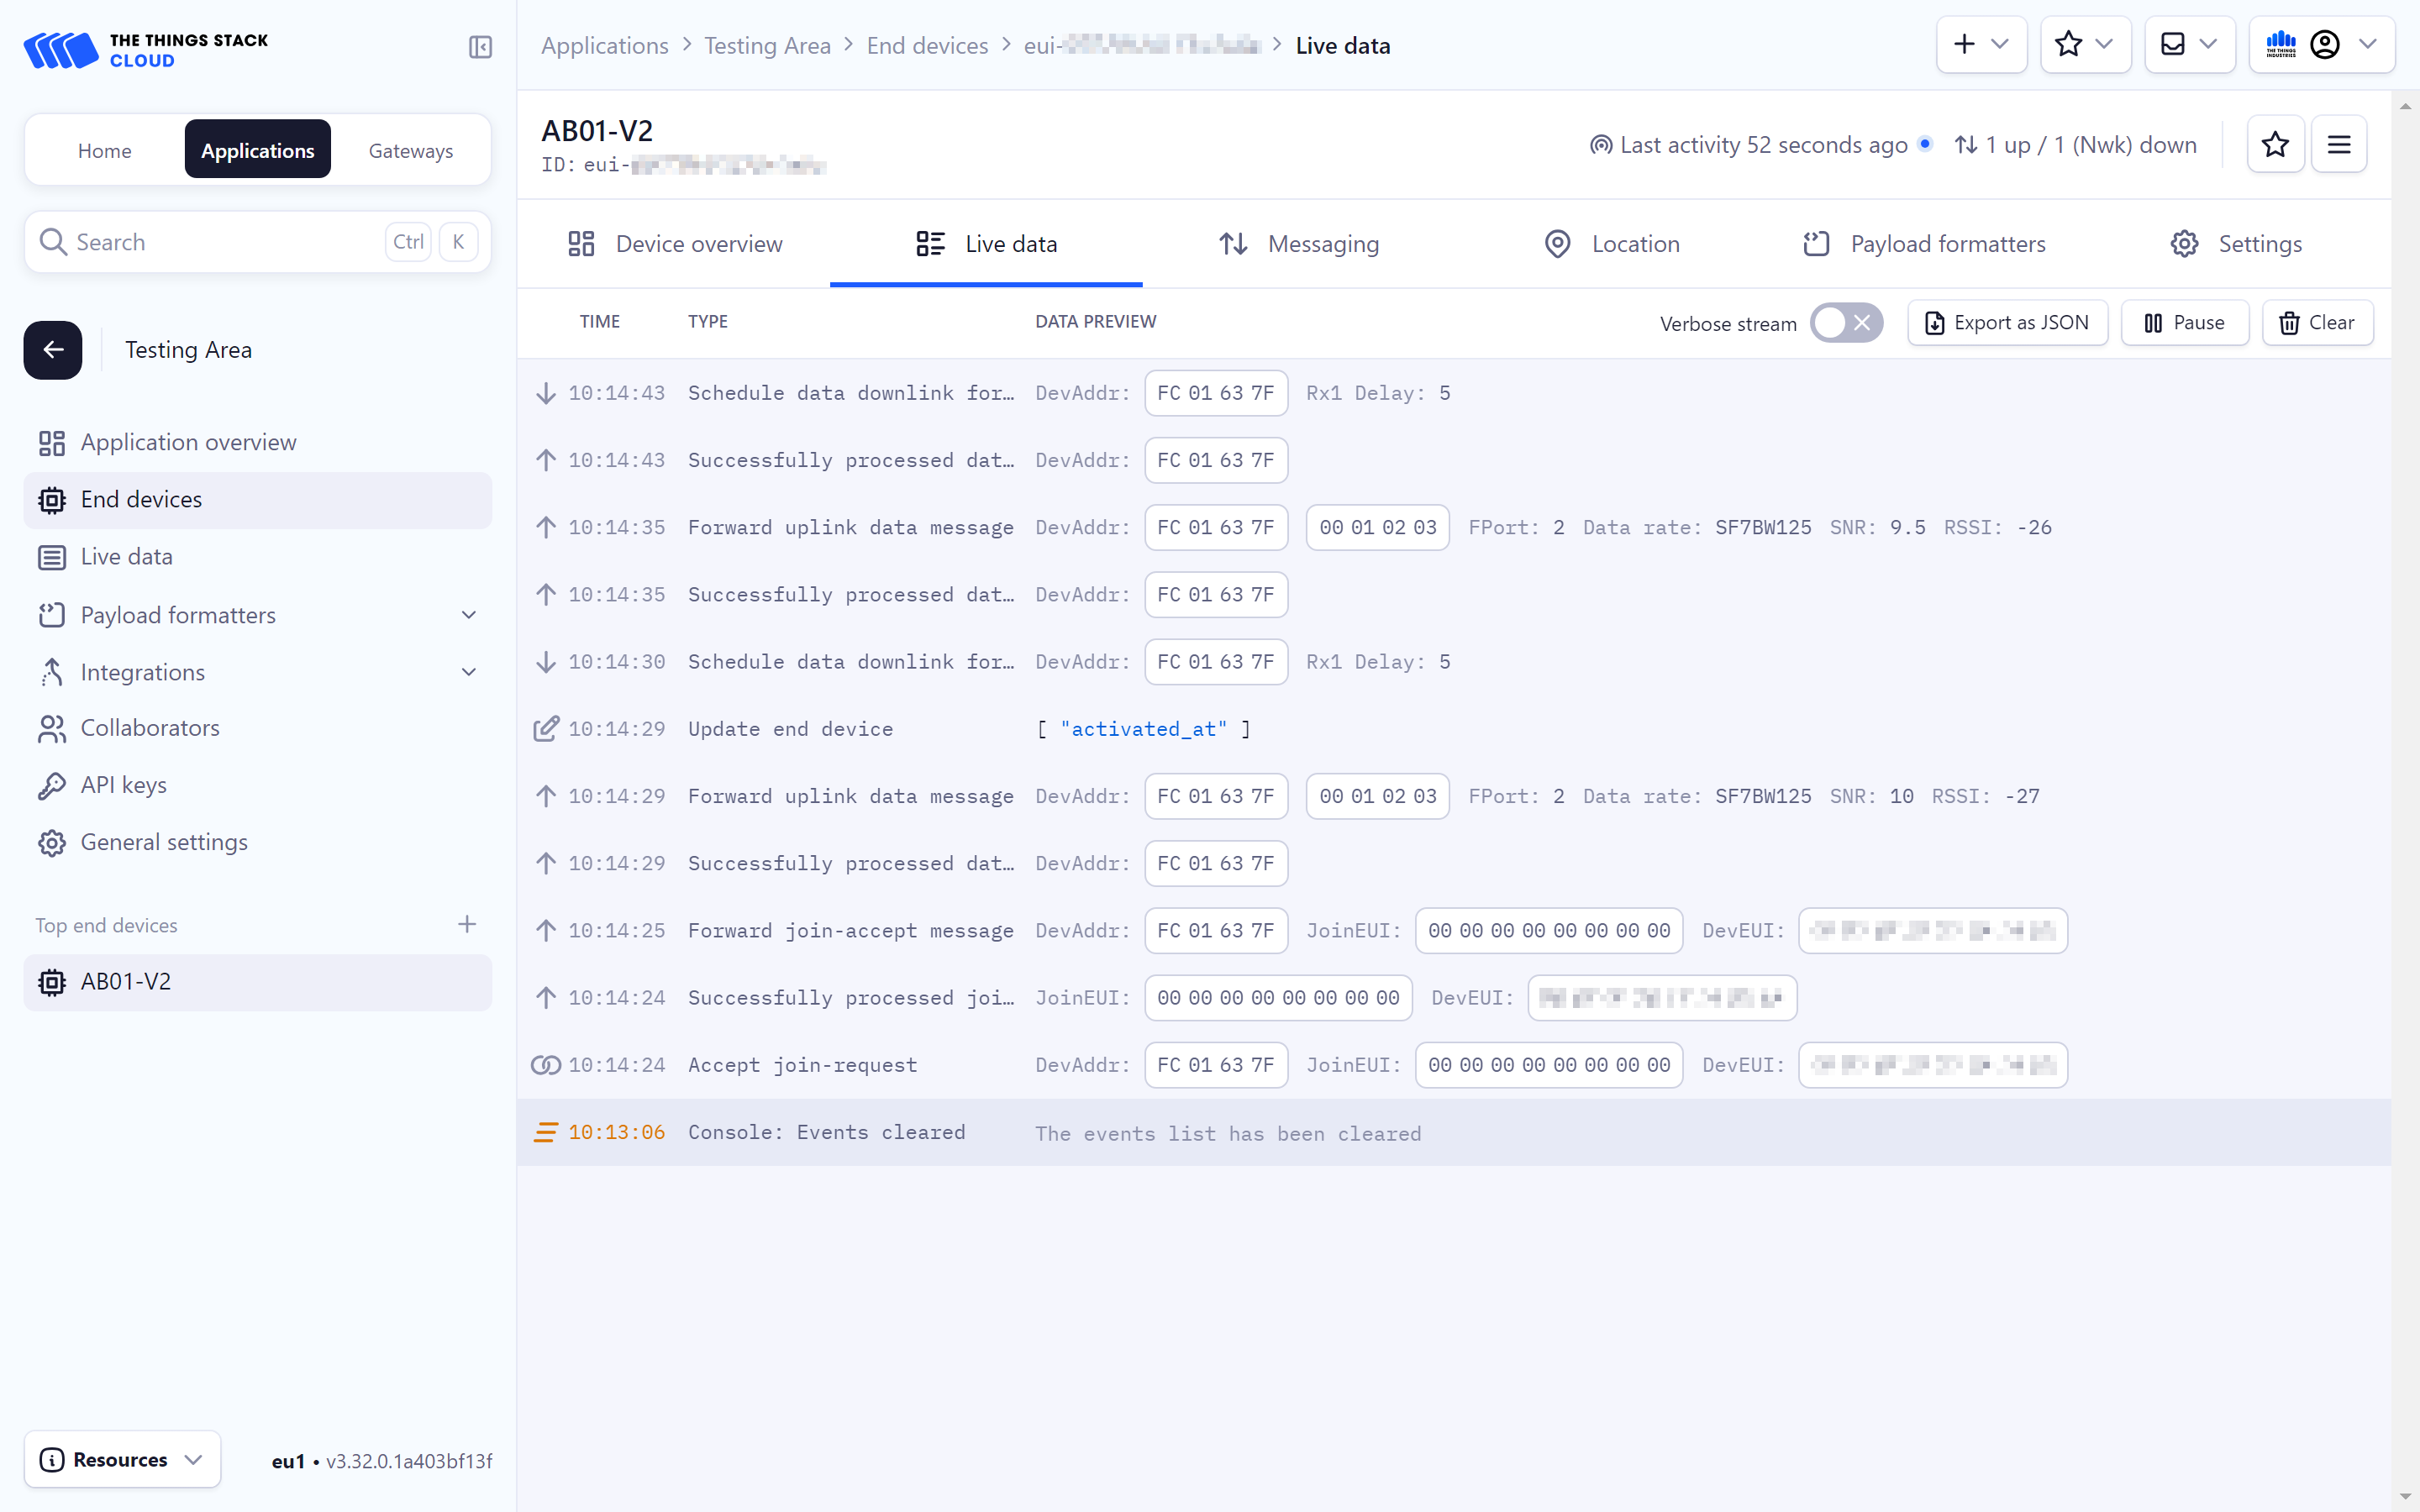 THE THINGS STACK
CLOUD
Applications > Testing Area > End devices > eui- > Live data
THE THINGS INDUSTRIES
Home Applications Gateways
Search Ctrl K
Testing Area
Application overview
End devices
Live data
Payload formatters
Integrations
Collaborators
API keys
General settings
Top end devices
AB01-V2
Resources eu1 • v3.32.0.1a403bf13f
AB01-V2
ID: eui-
Last activity 52 seconds ago 1 up / 1 (Nwk) down
Device overview Live data Messaging Location Payload formatters Settings
TIME TYPE DATA PREVIEW Verbose stream Export as JSON Pause Clear
10:14:43 Schedule data downlink for… DevAddr: FC 01 63 7F Rx1 Delay: 5
10:14:43 Successfully processed dat… DevAddr: FC 01 63 7F
10:14:35 Forward uplink data message DevAddr: FC 01 63 7F 00 01 02 03 FPort: 2 Data rate: SF7BW125 SNR: 9.5 RSSI: -26
10:14:35 Successfully processed dat… DevAddr: FC 01 63 7F
10:14:30 Schedule data downlink for… DevAddr: FC 01 63 7F Rx1 Delay: 5
10:14:29 Update end device [ "activated_at" ]
10:14:29 Forward uplink data message DevAddr: FC 01 63 7F 00 01 02 03 FPort: 2 Data rate: SF7BW125 SNR: 10 RSSI: -27
10:14:29 Successfully processed dat… DevAddr: FC 01 63 7F
10:14:25 Forward join-accept message DevAddr: FC 01 63 7F JoinEUI: 00 00 00 00 00 00 00 00 DevEUI:
10:14:24 Successfully processed joi… JoinEUI: 00 00 00 00 00 00 00 00 DevEUI:
10:14:24 Accept join-request DevAddr: FC 01 63 7F JoinEUI: 00 00 00 00 00 00 00 00 DevEUI:
10:13:06 Console: Events cleared The events list has been cleared